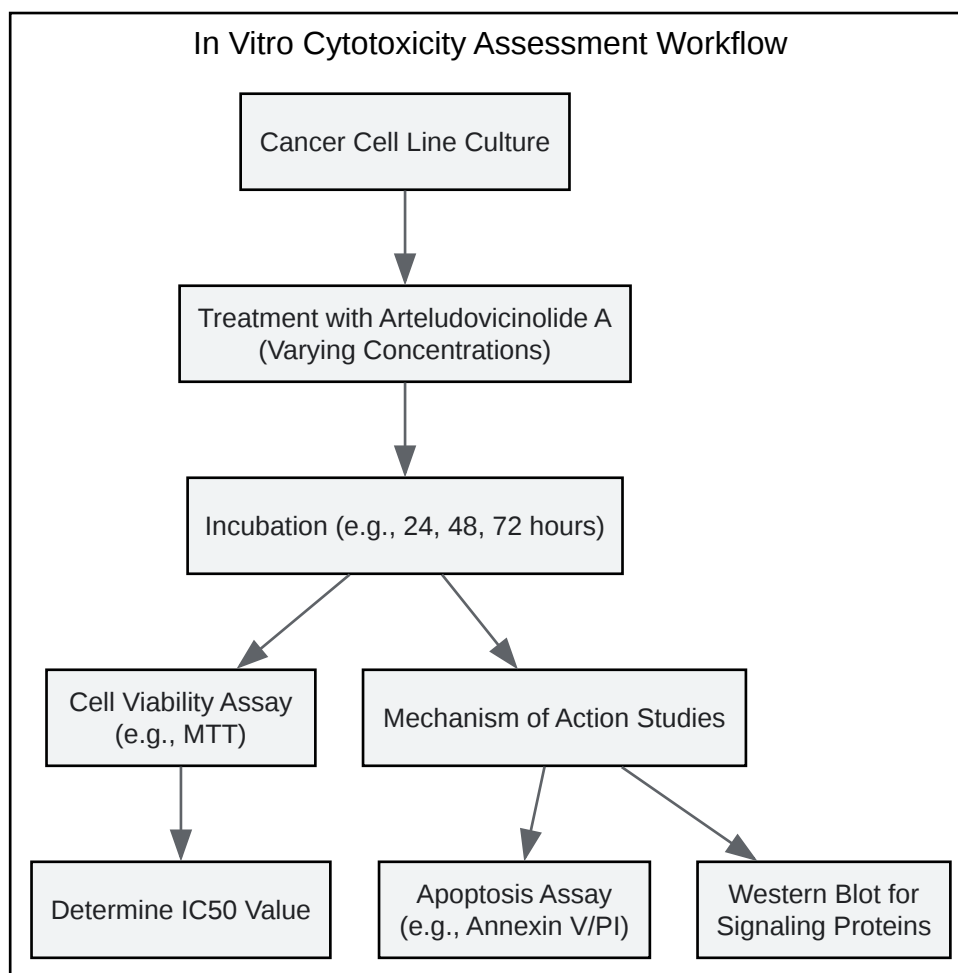 In Vitro Cytotoxicity Assessment Workflow
Cancer Cell Line Culture
Treatment with Arteludovicinolide A
(Varying Concentrations)
Incubation (e.g., 24, 48, 72 hours)
Cell Viability Assay
(e.g., MTT)
Mechanism of Action Studies
Determine IC50 Value
Apoptosis Assay
(e.g., Annexin V/PI)
Western Blot for
Signaling Proteins